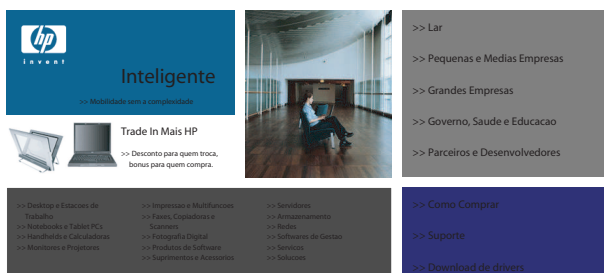 hp
invent
Inteligente
>> Mobilidade sem a complexidade
Trade In Mais HP
>> Desconto para quem troca,
bonus para quem compra.
>> Lar
>> Pequenas e Medias Empresas
>> Grandes Empresas
>> Governo, Saude e Educacao
>> Parceiros e Desenvolvedores
>> Desktop e Estacoes de
Trabalho
>> Notebooks e Tablet PCs
>> Handhelds e Calculadoras
>> Monitores e Projetores
>> Impressao e Multifuncoes
>> Faxes, Copiadoras e
Scanners
>> Fotografia Digital
>> Produtos de Software
>> Suprimentos e Acessorios
>> Servidores
>> Armazenamento
>> Redes
>> Softwares de Gestao
>> Servicos
>> Solucoes
>> Como Comprar
>> Suporte
>> Download de drivers